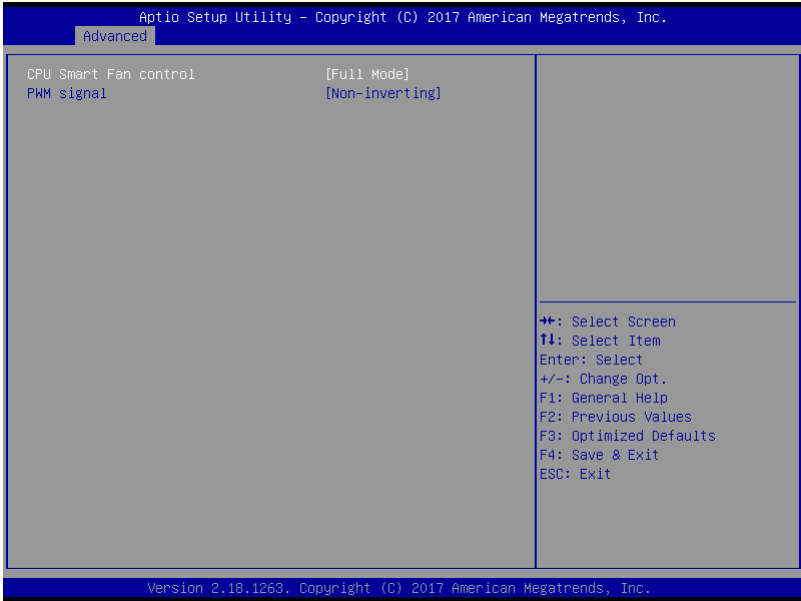 Aptio Setup Utility – Copyright (C) 2017 American Megatrends, Inc.
Advanced
CPU Smart Fan control [Full Mode]
PWM signal [Non-inverting]
→←: Select Screen
↑↓: Select Item
Enter: Select
+/-: Change Opt.
F1: General Help
F2: Previous Values
F3: Optimized Defaults
F4: Save & Exit
ESC: Exit
Version 2.18.1263. Copyright (C) 2017 American Megatrends, Inc.